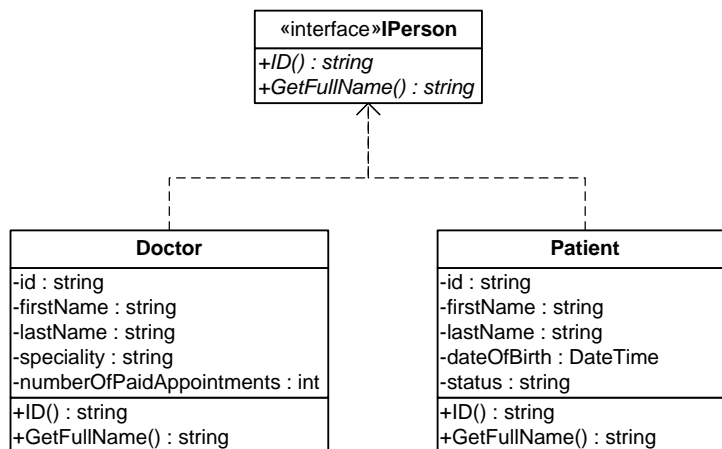 «interface»IPerson
+ID() : string
+GetFullName() : string
Doctor
-id : string
-firstName : string
-lastName : string
-speciality : string
-numberOfPaidAppointments : int
+ID() : string
+GetFullName() : string
Patient
-id : string
-firstName : string
-lastName : string
-dateOfBirth : DateTime
-status : string
+ID() : string
+GetFullName() : string